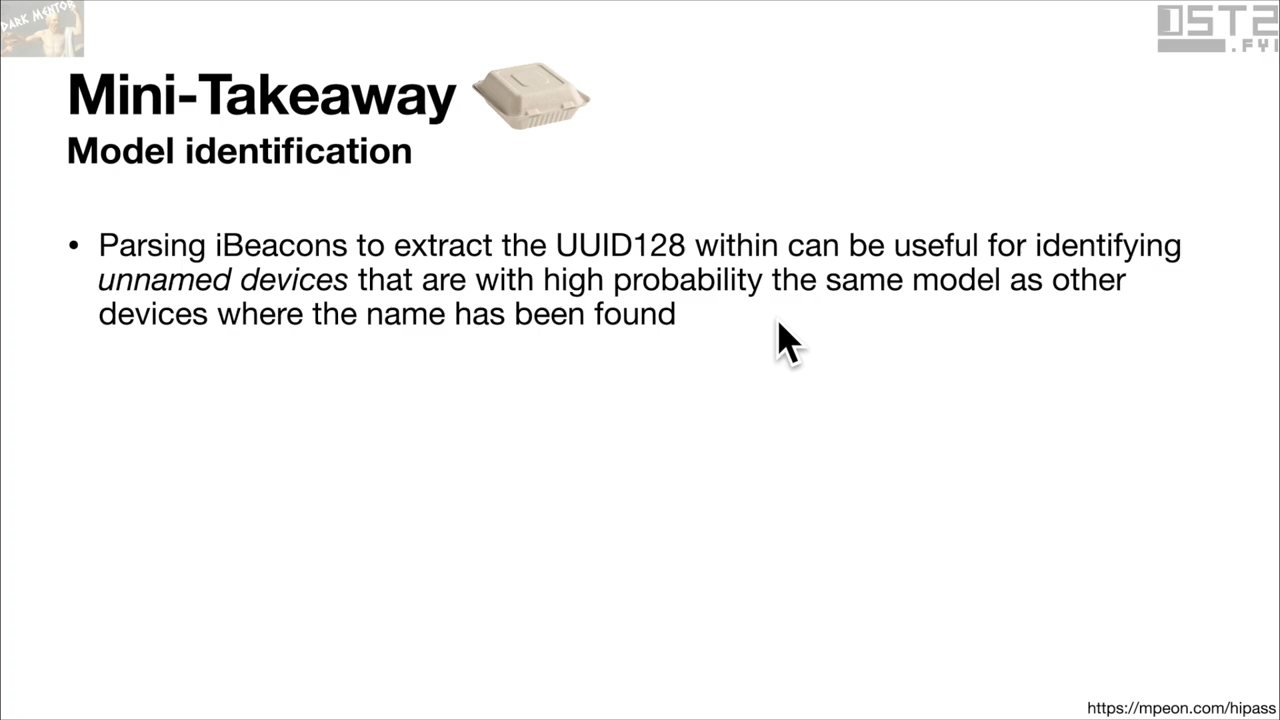 DARK MENTOR
OST2
.FYI
Mini-Takeaway
Model identification
• Parsing iBeacons to extract the UUID128 within can be useful for identifying
unnamed devices that are with high probability the same model as other
devices where the name has been found
https://mpeon.com/hipass